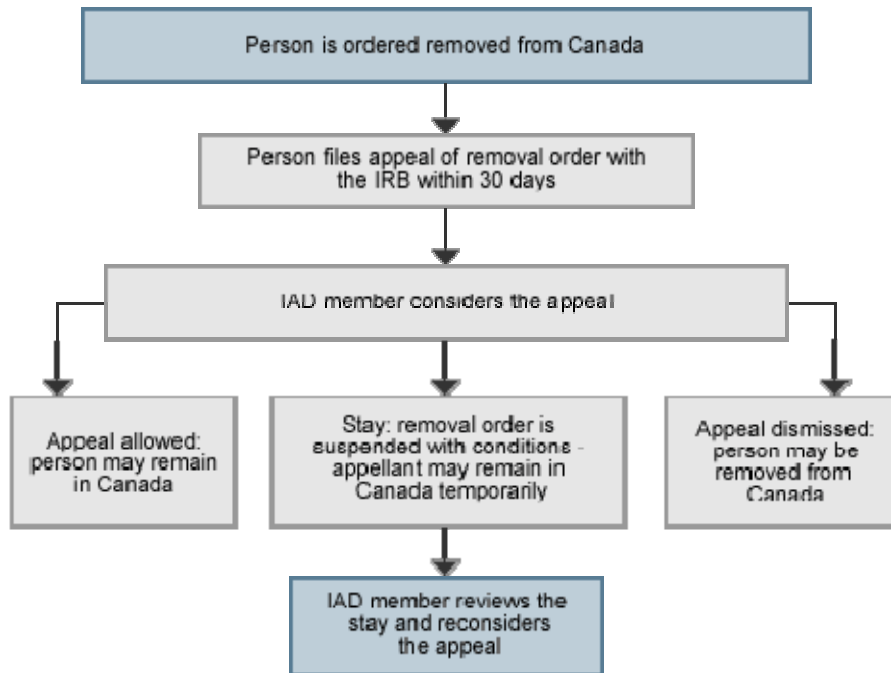 Person is ordered removed from Canada
Person files appeal of removal order with
the IRB within 30 days
IAD member considers the appeal
Appeal allowed:
person may remain
in Canada
Stay: removal order is
suspended with conditions -
appellant may remain in
Canada temporarily
Appeal dismissed:
person may be
removed from
Canada
IAD member reviews the
stay and reconsiders
the appeal